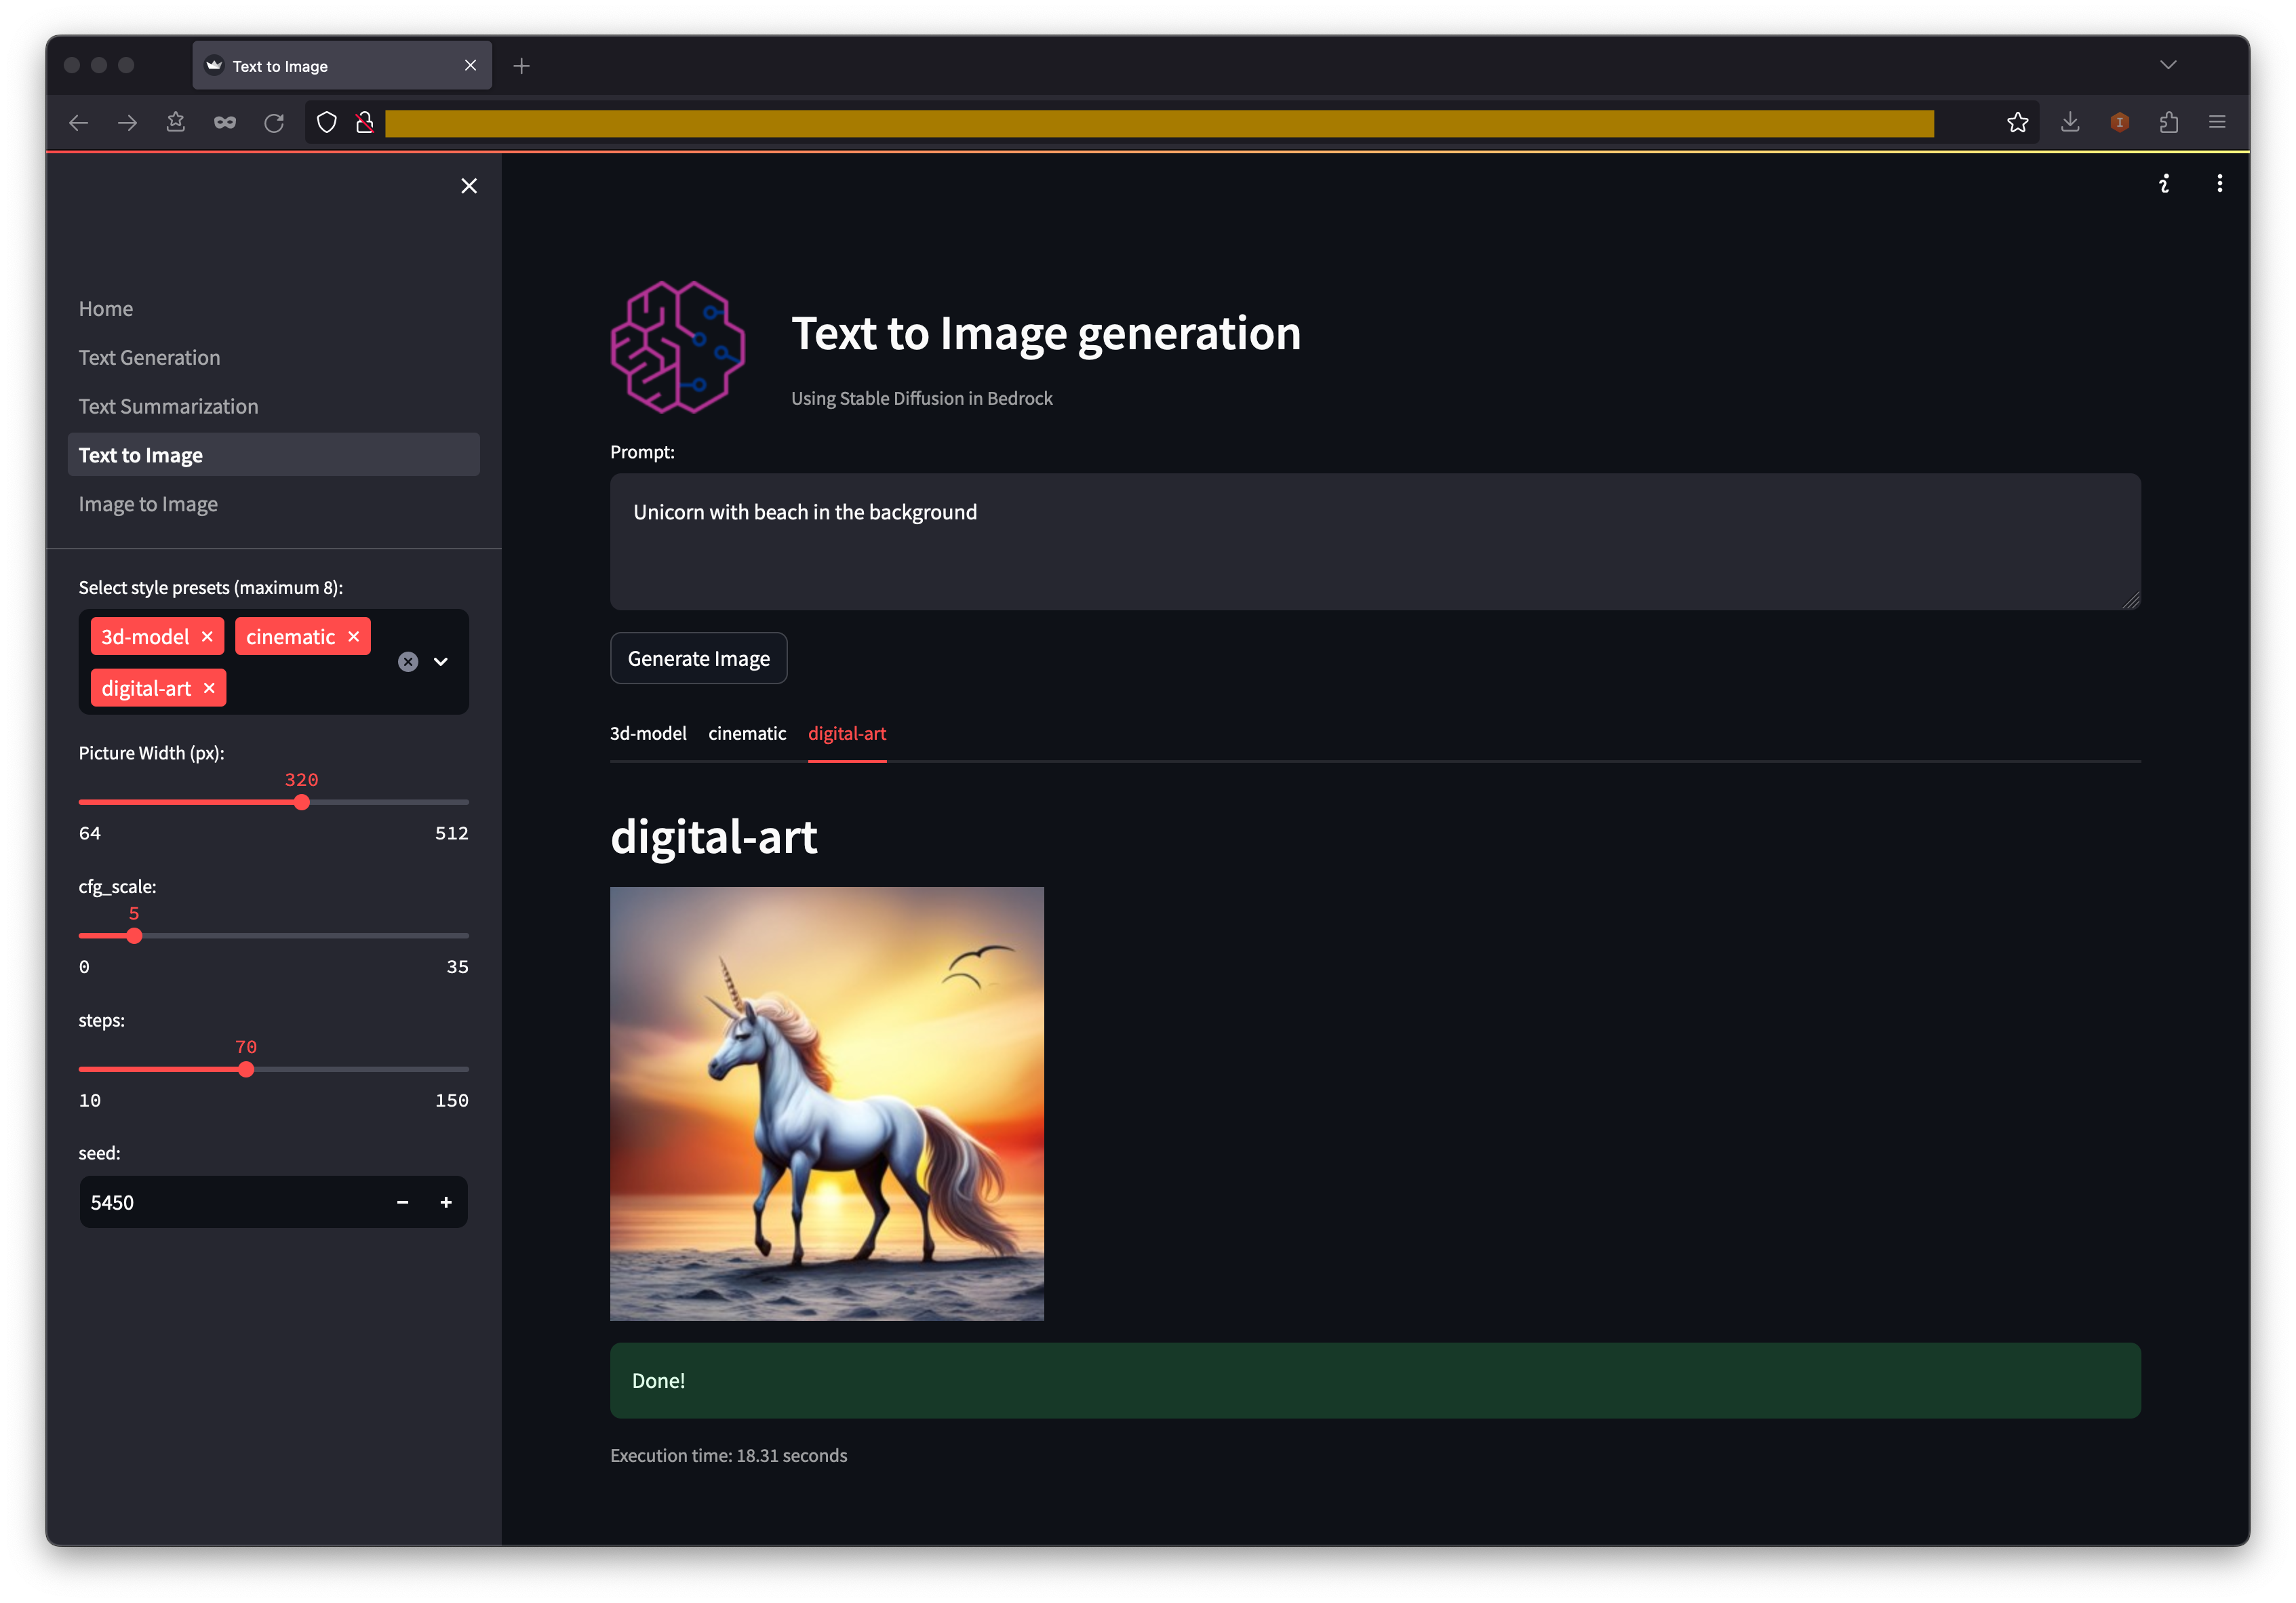 Text to Image
Home
Text Generation
Text Summarization
Text to Image
Image to Image
Select style presets (maximum 8):
3d-model cinematic
digital-art
Picture Width (px):
320
64 512
cfg_scale:
5
0 35
steps:
70
10 150
seed:
5450
Text to Image generation
Using Stable Diffusion in Bedrock
Prompt:
Unicorn with beach in the background
Generate Image
3d-model cinematic digital-art
digital-art
Done!
Execution time: 18.31 seconds